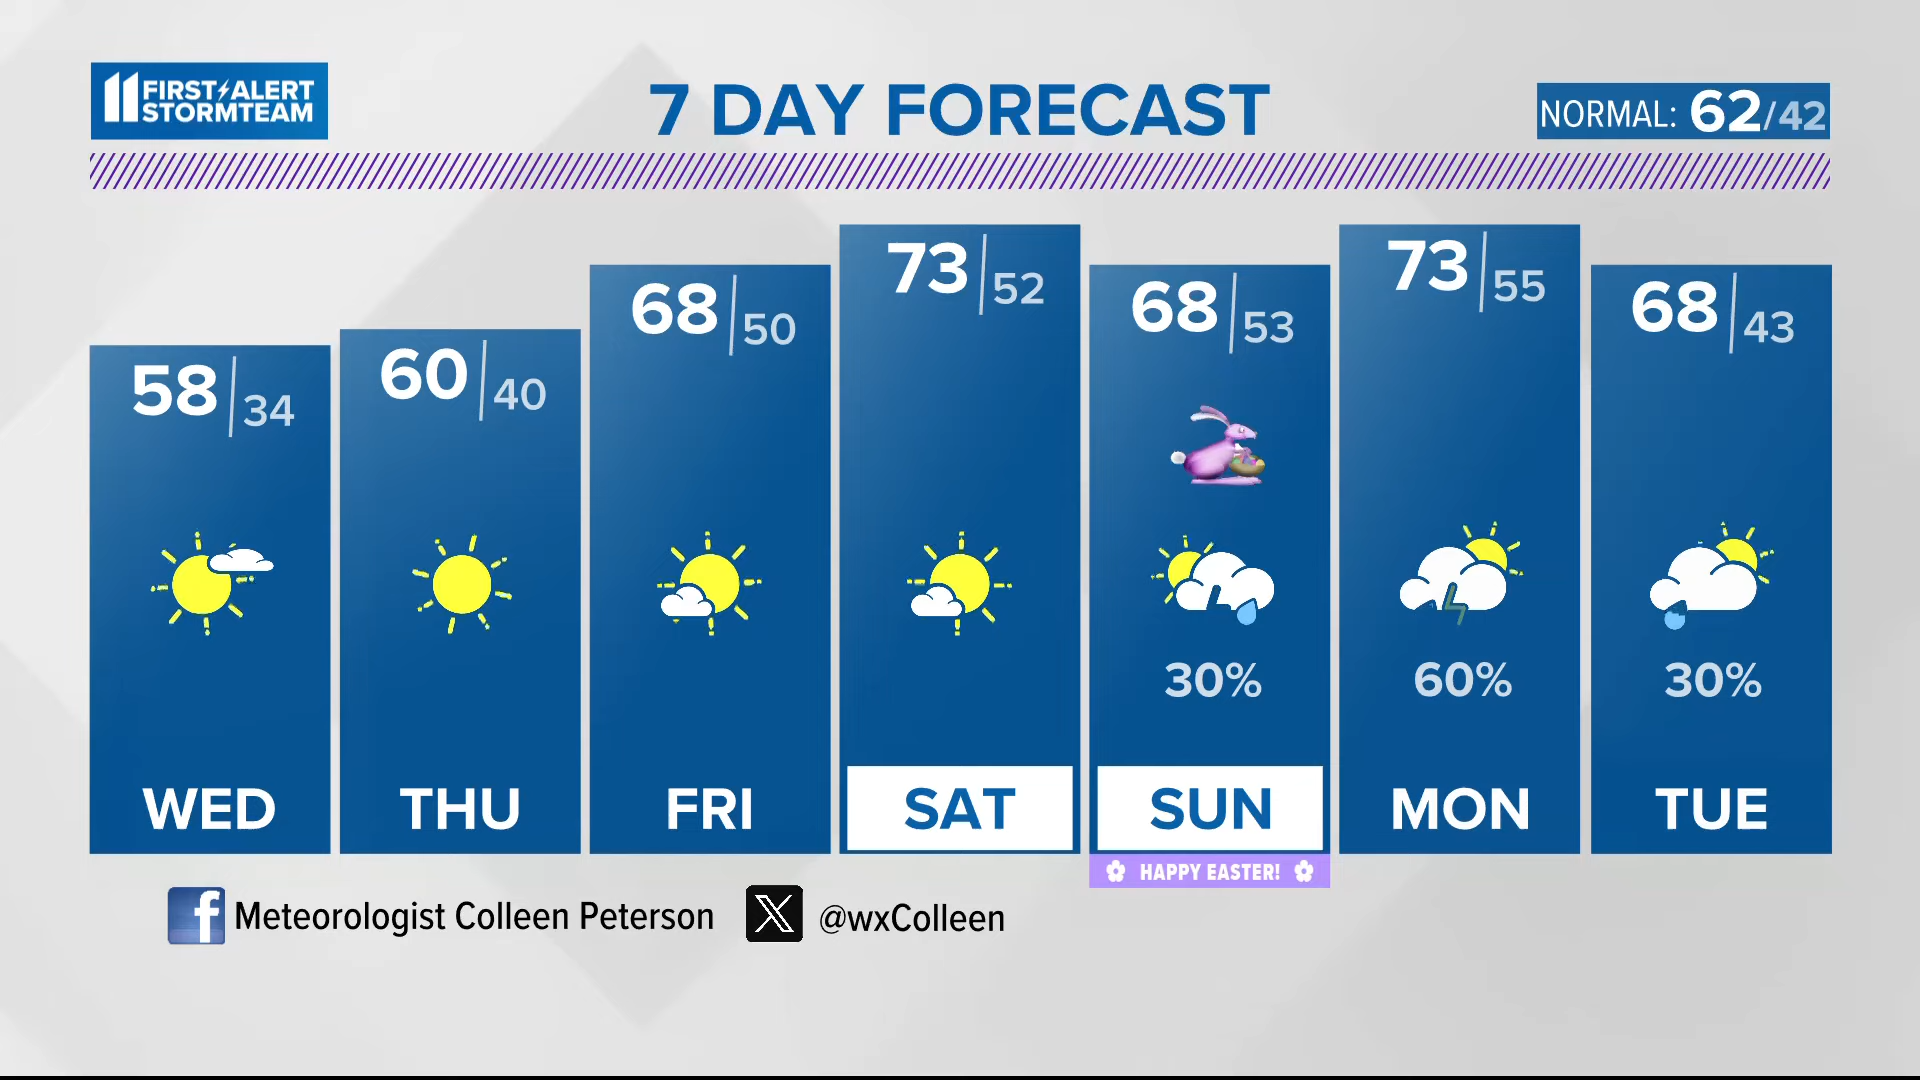 11 FIRST ALERT
STORMTEAM
7 DAY FORECAST
NORMAL: 62/42
58/34
60/40
68/50
73/52
68/53
73/55
68/43
30%
60%
30%
WED
THU
FRI
SAT
SUN
MON
TUE
HAPPY EASTER!
f Meteorologist Colleen Peterson X @wxColleen